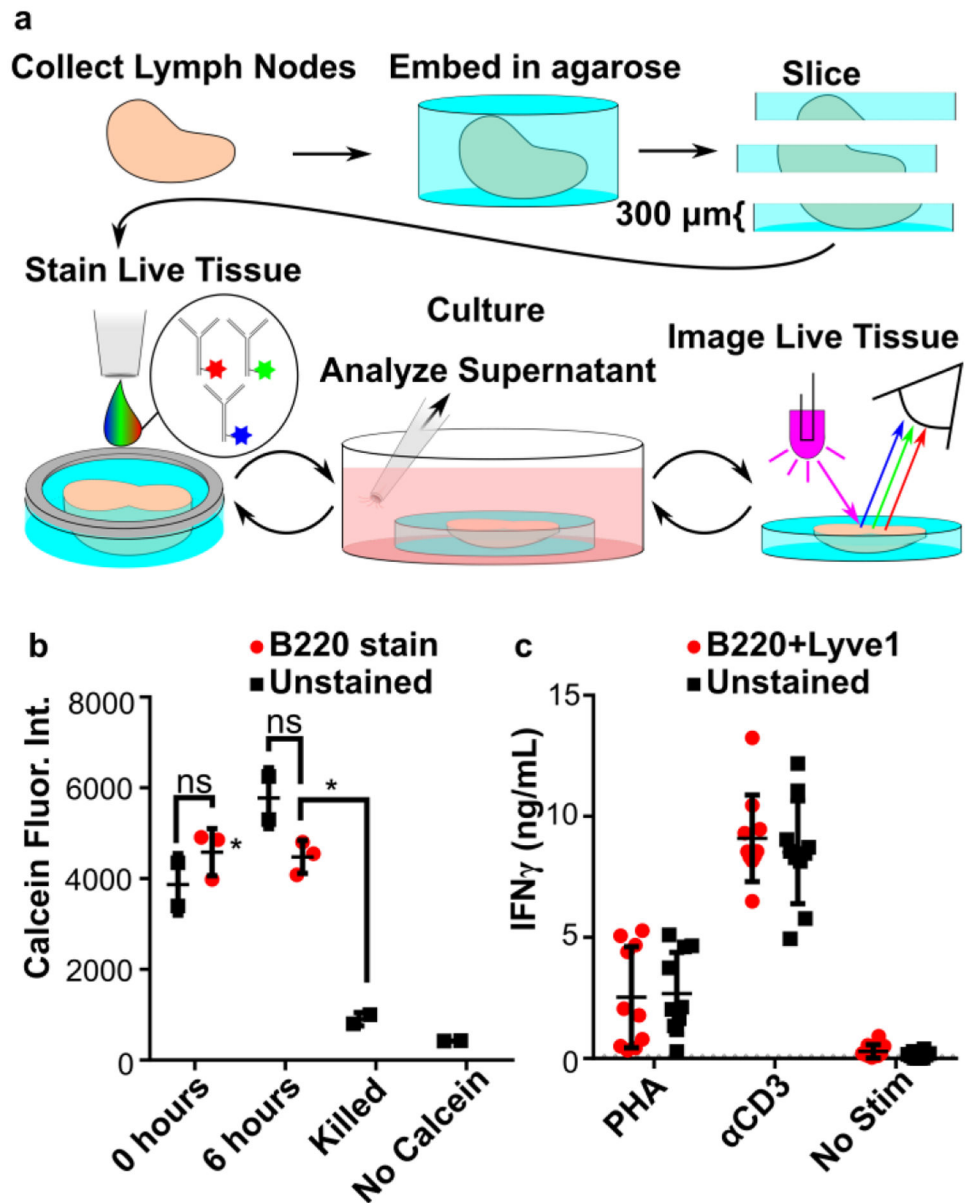 a
Collect Lymph Nodes
Embed in agarose
Slice
300 µm{
Stain Live Tissue
Culture
Analyze Supernatant
Image Live Tissue
b
B220 stain
Unstained
Calcein Fluor. Int.
8000
6000
4000
2000
0
ns
*
ns
*
0 hours
6 hours
Killed
No Calcein
c
B220+Lyve1
Unstained
IFNγ (ng/mL)
15
10
5
0
PHA
αCD3
No Stim